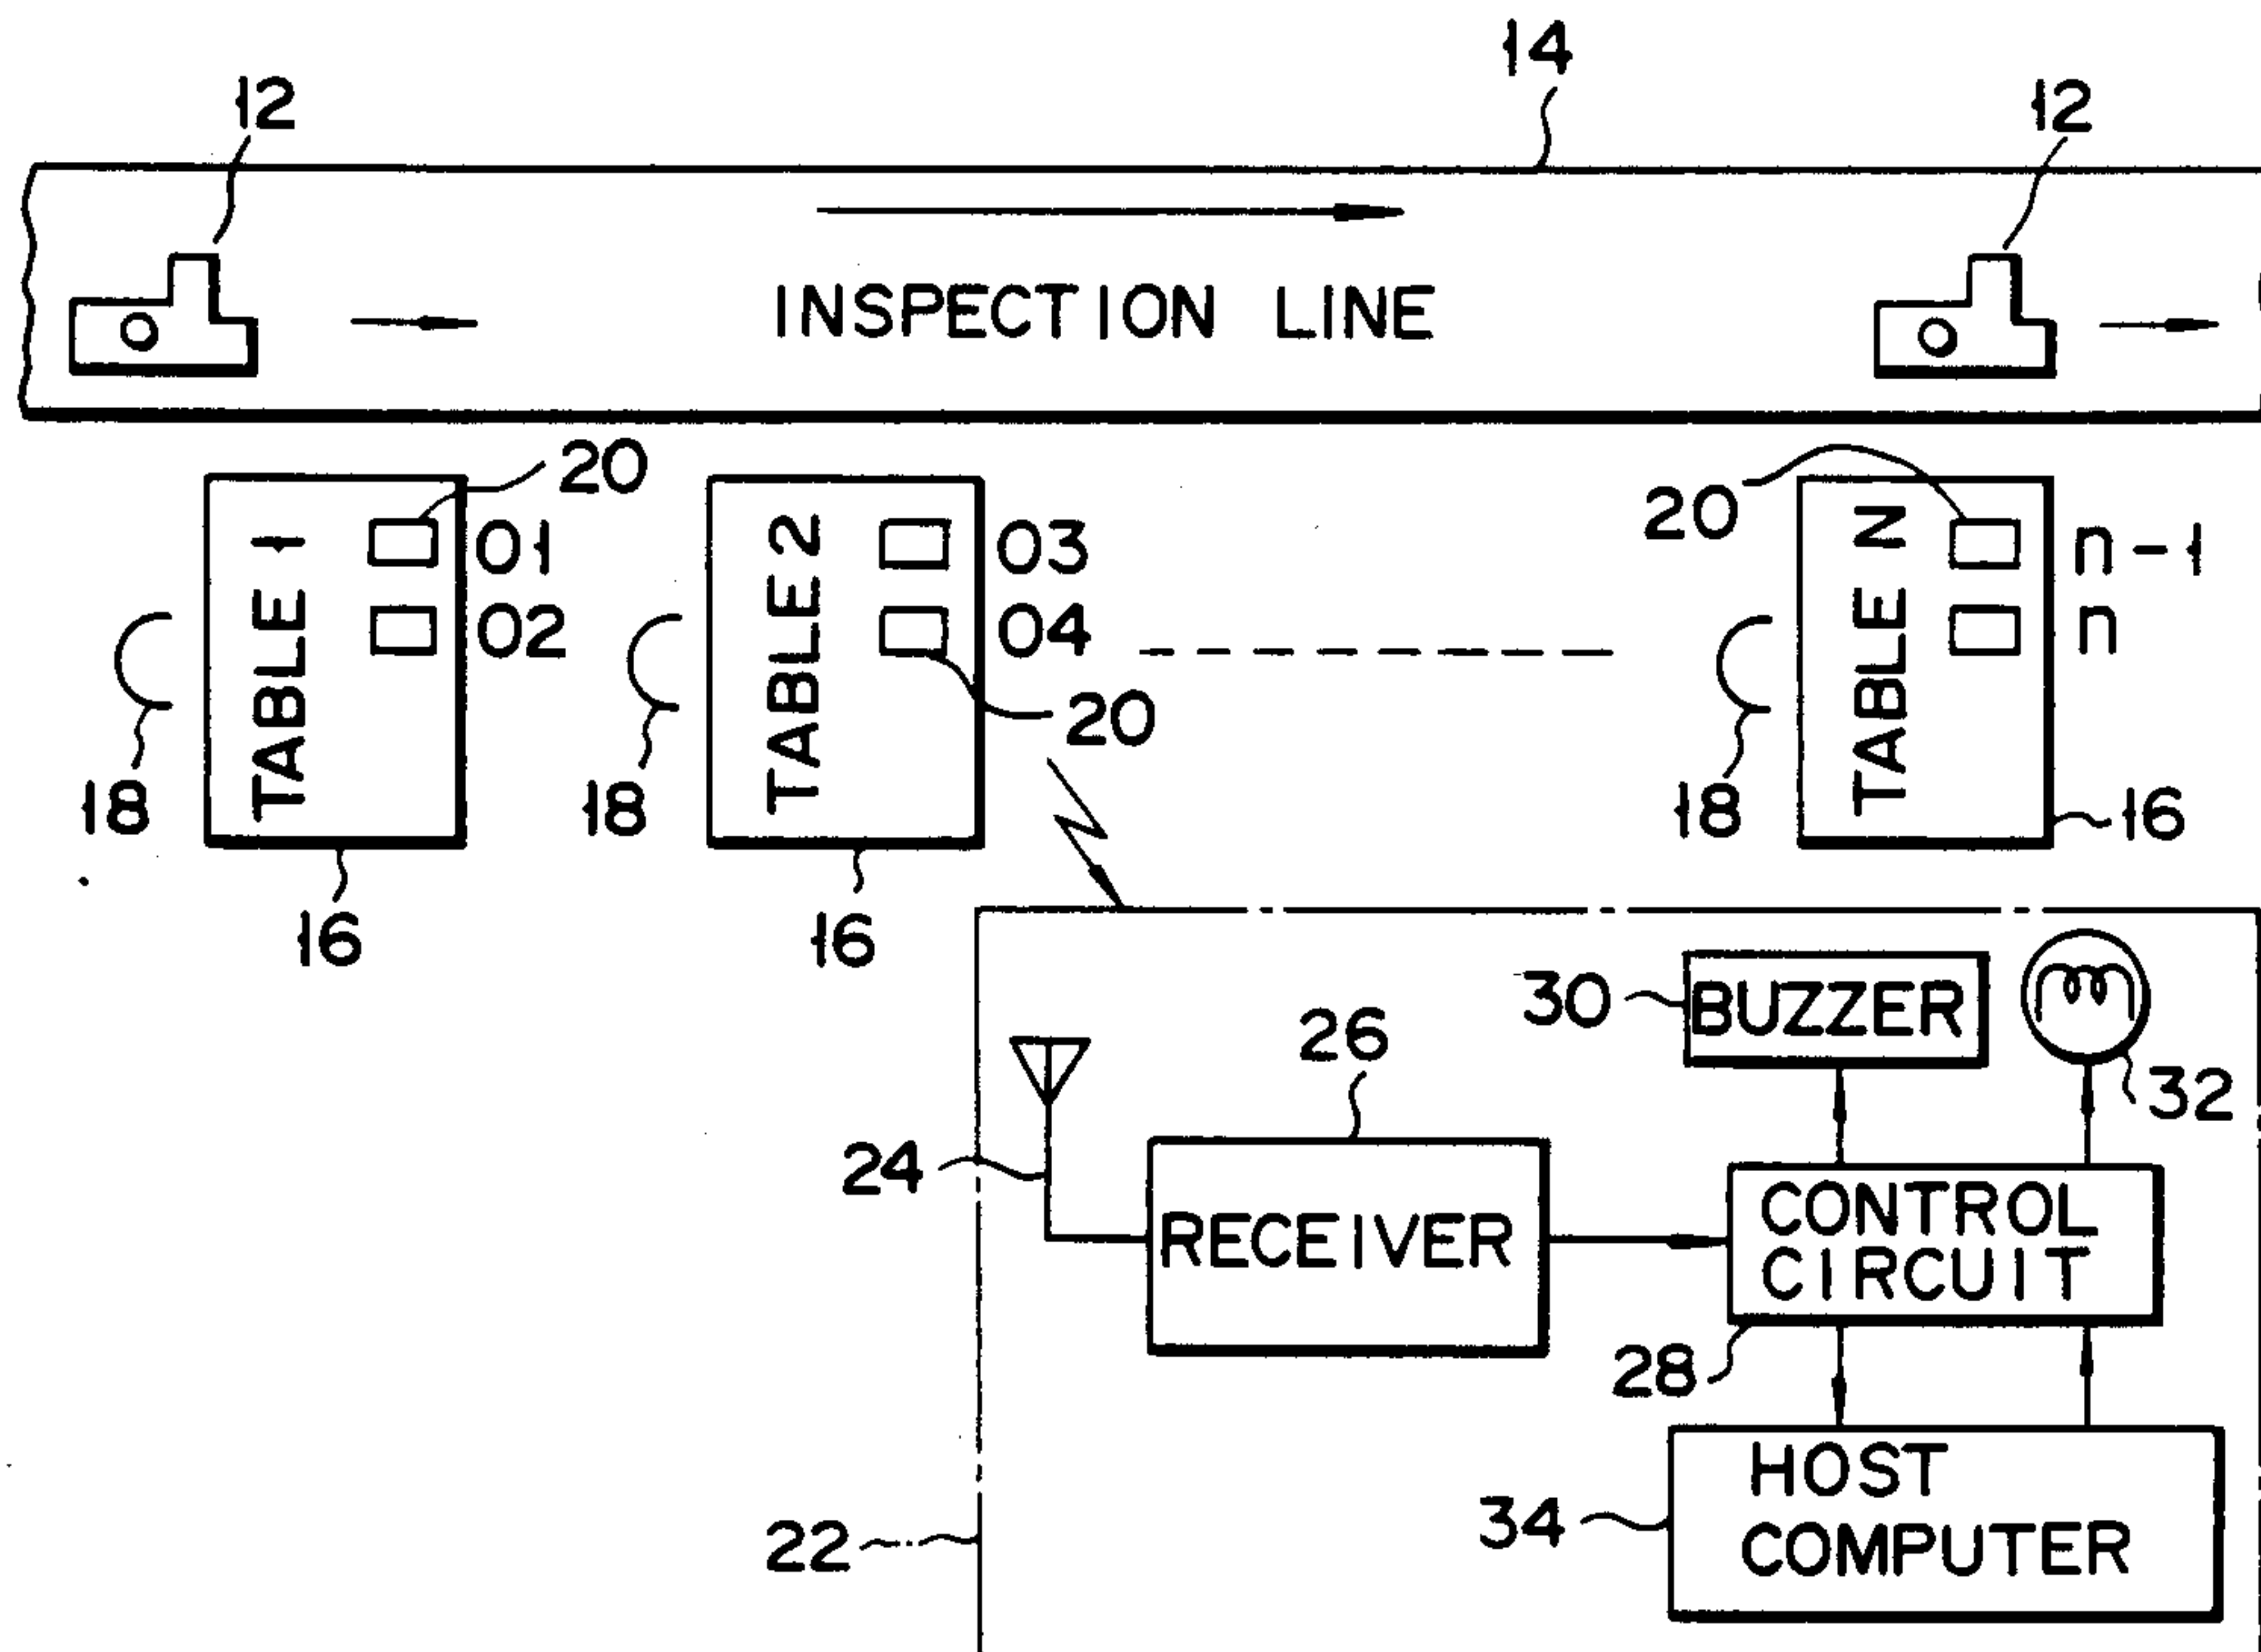 14
12
12
INSPECTION LINE
20
20
TABLE 1
01
02
TABLE 2
03
04
TABLE N
n-1
n
20
18
18
18
16
16
16
30
BUZZER
26
32
24
RECEIVER
CONTROL
CIRCUIT
28
HOST
COMPUTER
34
22